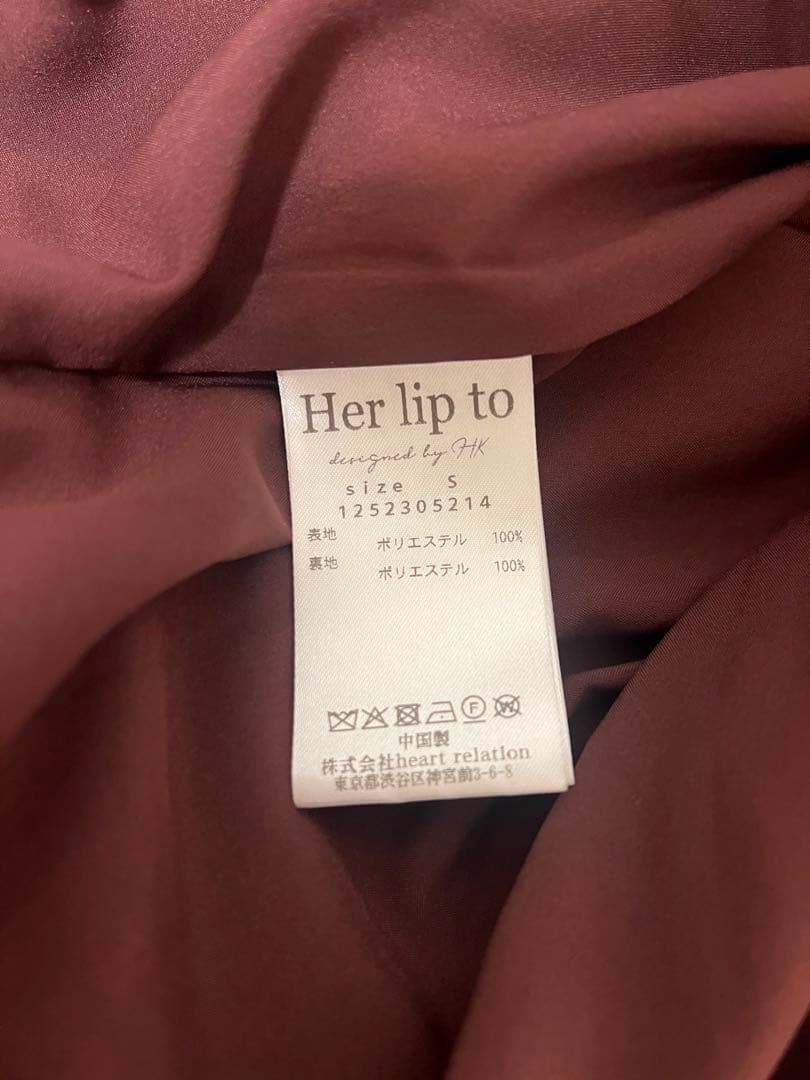 Her lip to
designed by HK
size S
1252305214
表地 ポリエステル 100%
裏地 ポリエステル 100%
F W
中国製
株式会社heart relation
東京都渋谷区神宮前3-6-8